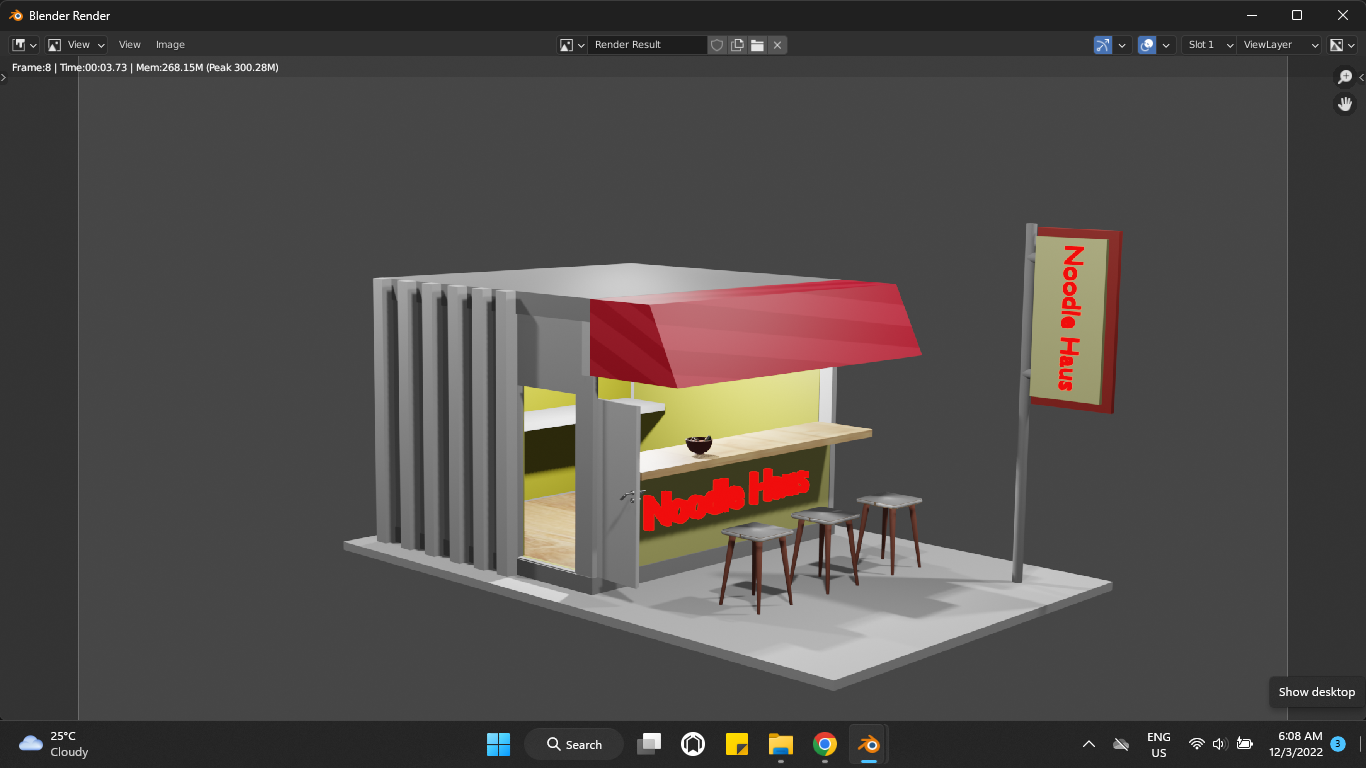 Blender Render
View
View
Image
Render Result
Slot 1
ViewLayer
Frame:8 | Time:00:03.73 | Mem:268.15M (Peak 300.28M)
Noodle Haus
Noodle Haus
Show desktop
25°C
Cloudy
Search
ENG
US
6:08 AM
12/3/2022
3